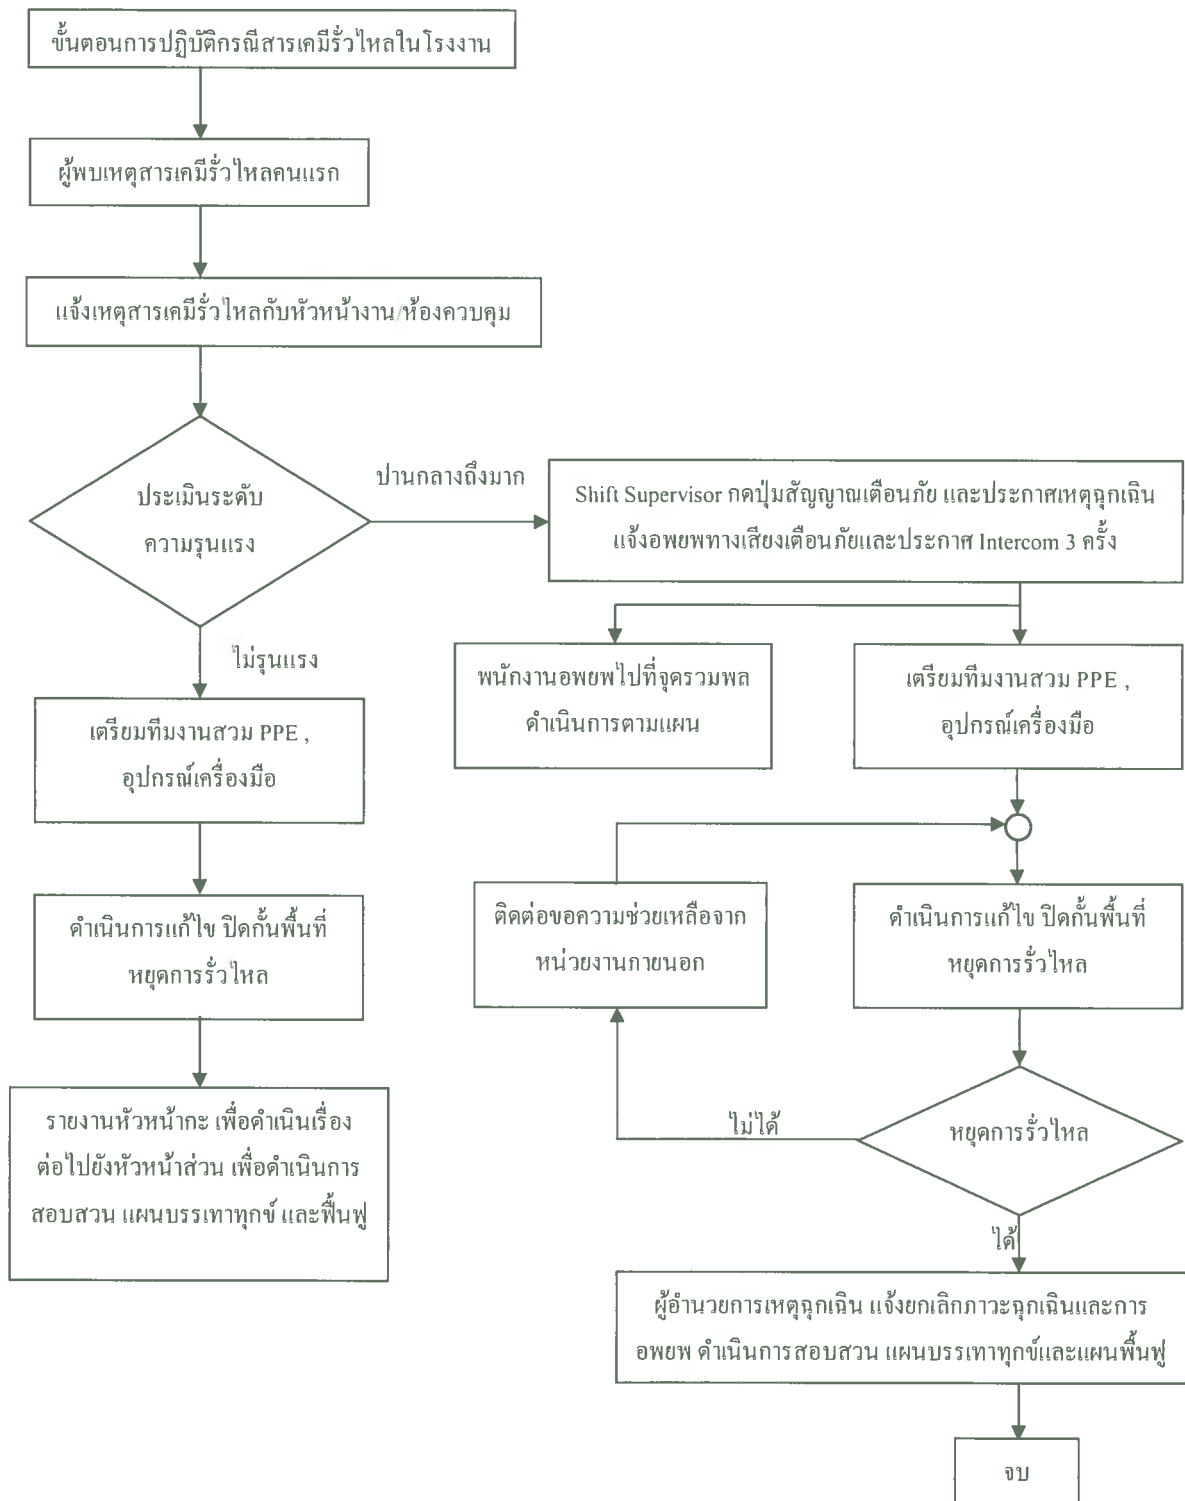 ขั้นตอนการปฏิบัติกรณีสารเคมีรั่วไหลในโรงงาน
ผู้พบเหตุสารเคมีรั่วไหลคนแรก
แจ้งเหตุสารเคมีรั่วไหลกับหัวหน้างาน/ห้องควบคุม
ประเมินระดับ
ความรุนแรง
ปานกลางถึงมาก
Shift Supervisor กดปุ่มสัญญาณเตือนภัย และประกาศเหตุฉุกเฉิน
แจ้งอพยพทางเสียงเตือนภัยและประกาศ Intercom 3 ครั้ง
ไม่รุนแรง
เตรียมทีมงานสวม PPE ,
อุปกรณ์เครื่องมือ
ดำเนินการแก้ไข ปิดกั้นพื้นที่
หยุดการรั่วไหล
รายงานหัวหน้ากะ เพื่อดำเนินเรื่อง
ต่อไปยังหัวหน้าส่วน เพื่อดำเนินการ
สอบสวน แผนบรรเทาทุกข์ และฟื้นฟู
พนักงานอพยพไปที่จุดรวมพล
ดำเนินการตามแผน
เตรียมทีมงานสวม PPE ,
อุปกรณ์เครื่องมือ
ติดต่อขอความช่วยเหลือจาก
หน่วยงานภายนอก
ดำเนินการแก้ไข ปิดกั้นพื้นที่
หยุดการรั่วไหล
ไม่ได้
หยุดการรั่วไหล
ได้
ผู้อำนวยการเหตุฉุกเฉิน แจ้งยกเลิกภาวะฉุกเฉินและการ
อพยพ ดำเนินการสอบสวน แผนบรรเทาทุกข์และแผนฟื้นฟู
จบ